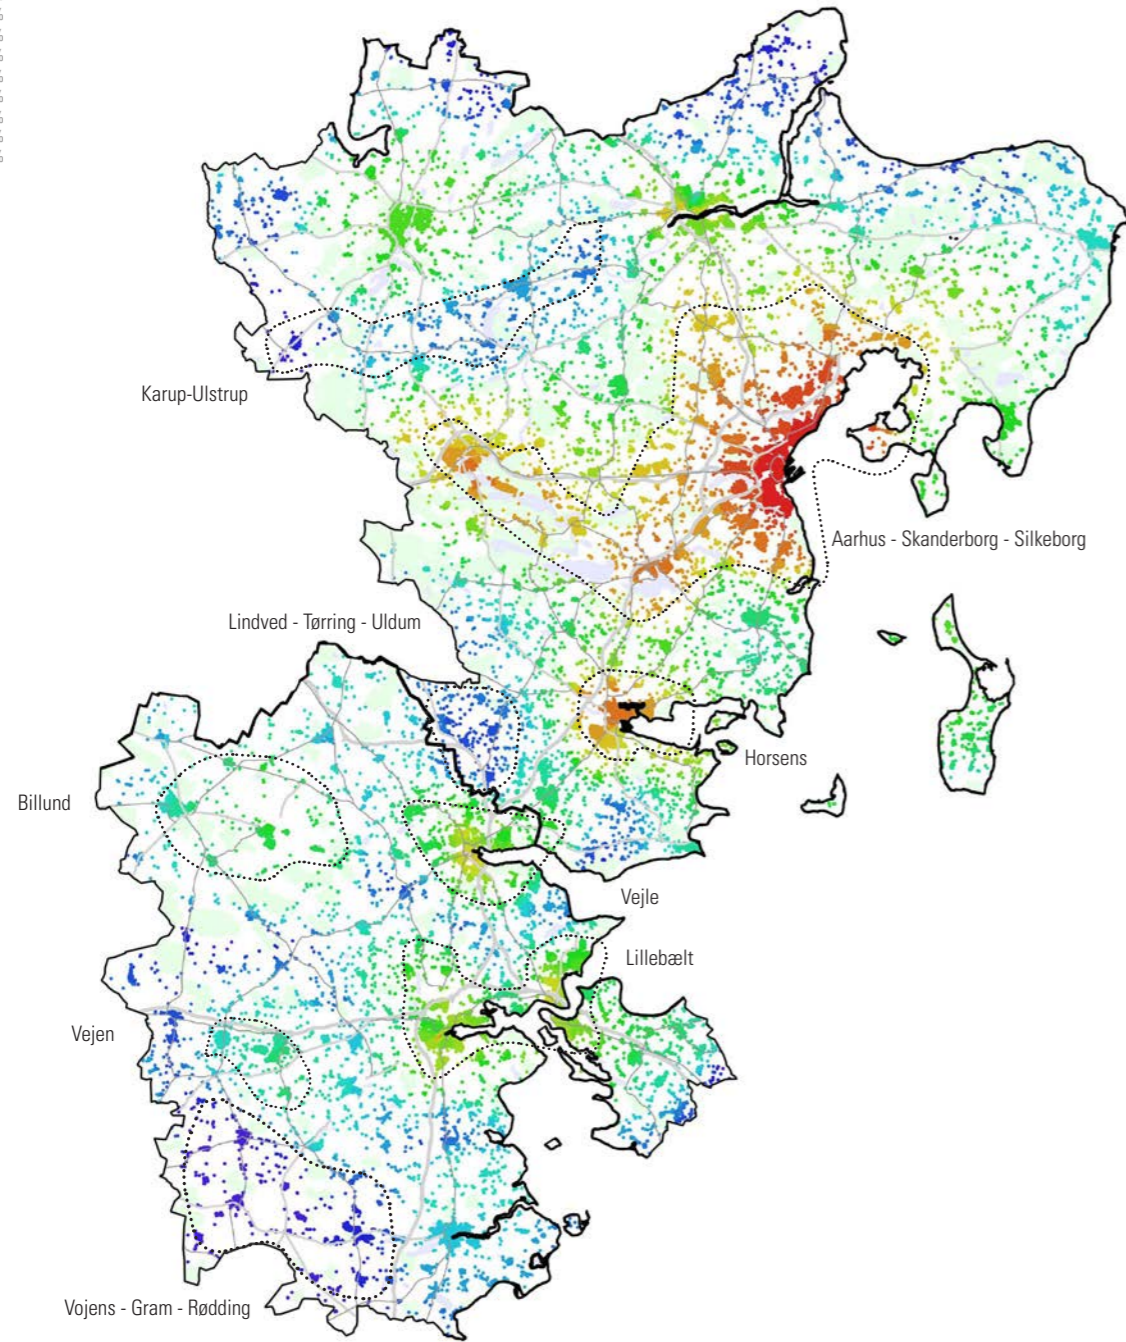 Karup-Ulstrup
Aarhus - Skanderborg - Silkeborg
Lindved - Tørring - Uldum
Horsens
Billund
Vejle
Lillebælt
Vejen
Vojens - Gram - Rødding